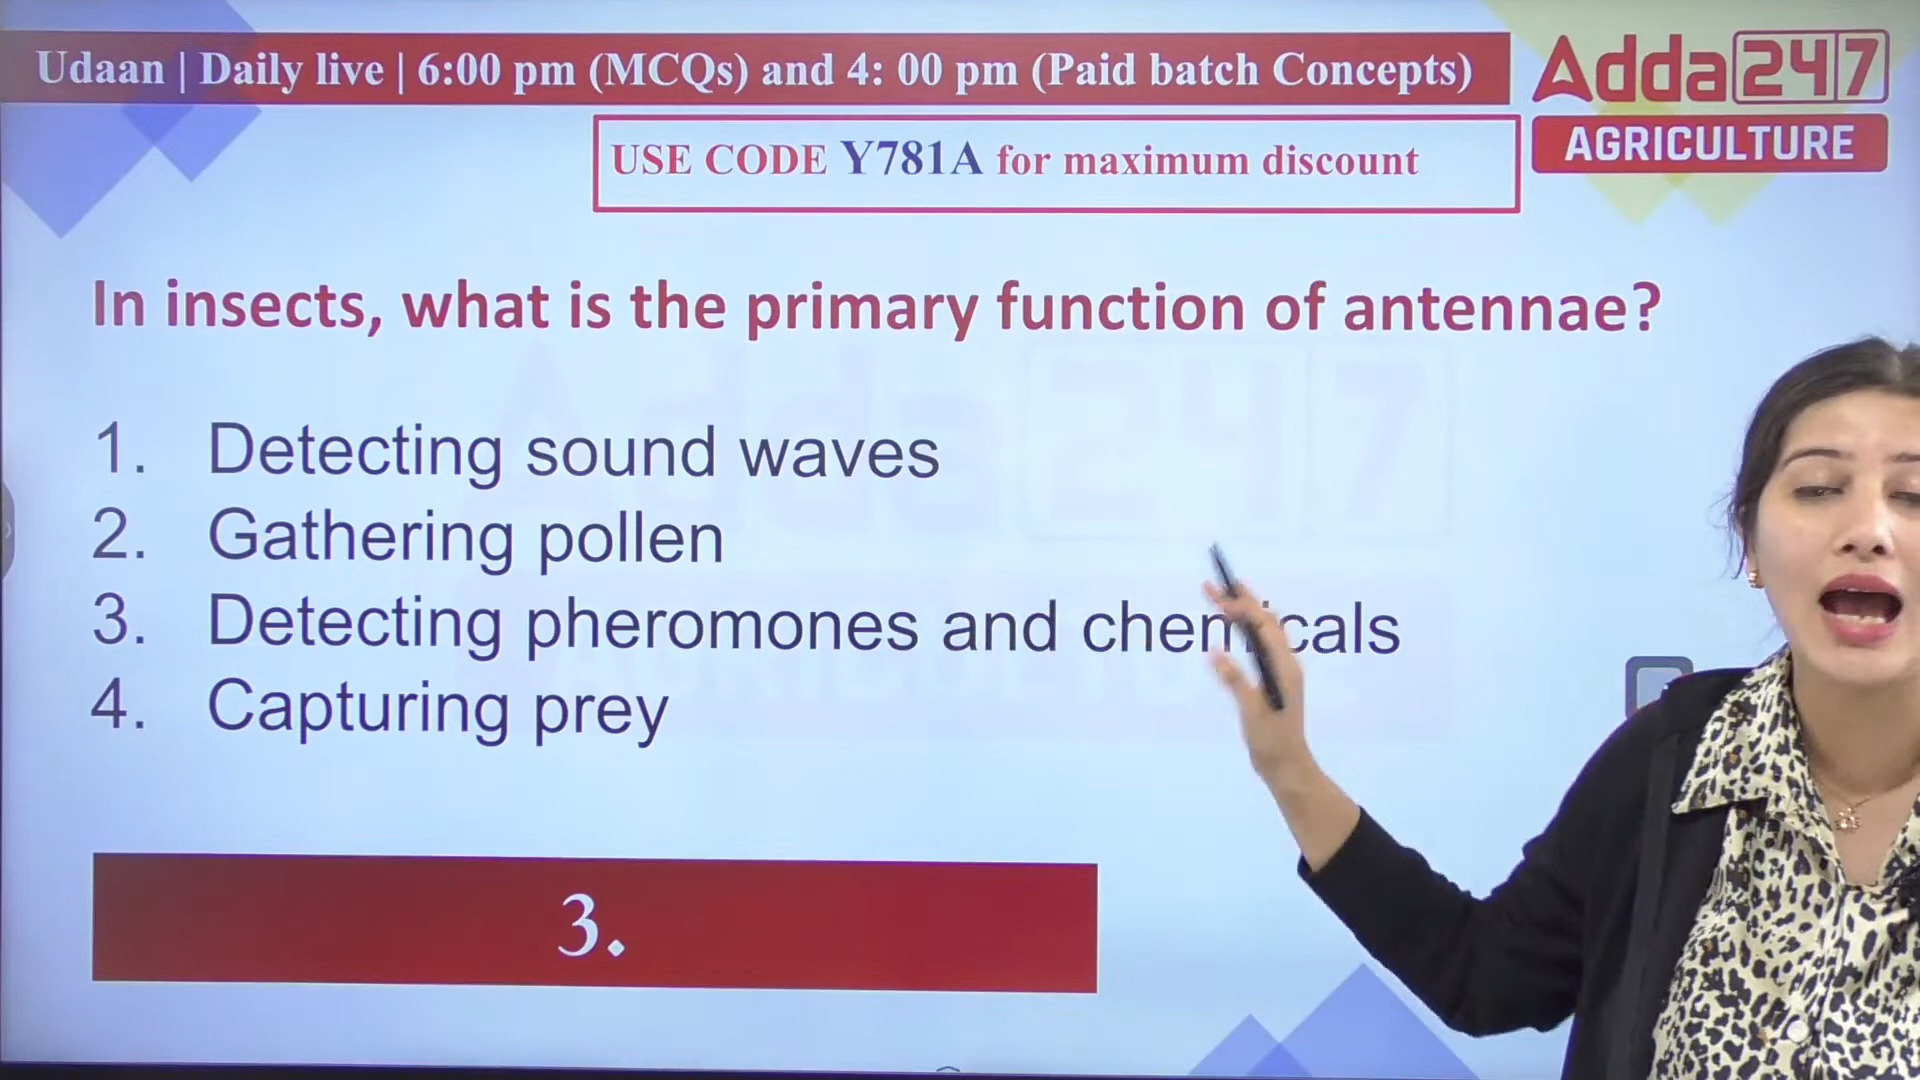 Udaan | Daily live | 6:00 pm (MCQs) and 4: 00 pm (Paid batch Concepts)
Adda247
AGRICULTURE
USE CODE Y781A for maximum discount
In insects, what is the primary function of antennae?
1. Detecting sound waves
2. Gathering pollen
3. Detecting pheromones and chemicals
4. Capturing prey
3.